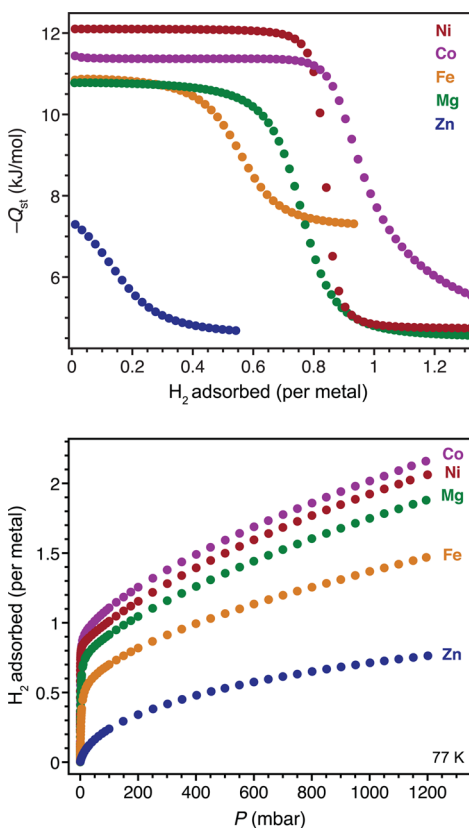 12
10
8
6
−Qst (kJ/mol)
Ni
Co
Fe
Mg
Zn
0 0.2 0.4 0.6 0.8 1 1.2
H2 adsorbed (per metal)
2
1.5
1
0.5
0
H2 adsorbed (per metal)
Co
Ni
Mg
Fe
Zn
77 K
0 200 400 600 800 1000 1200
P (mbar)